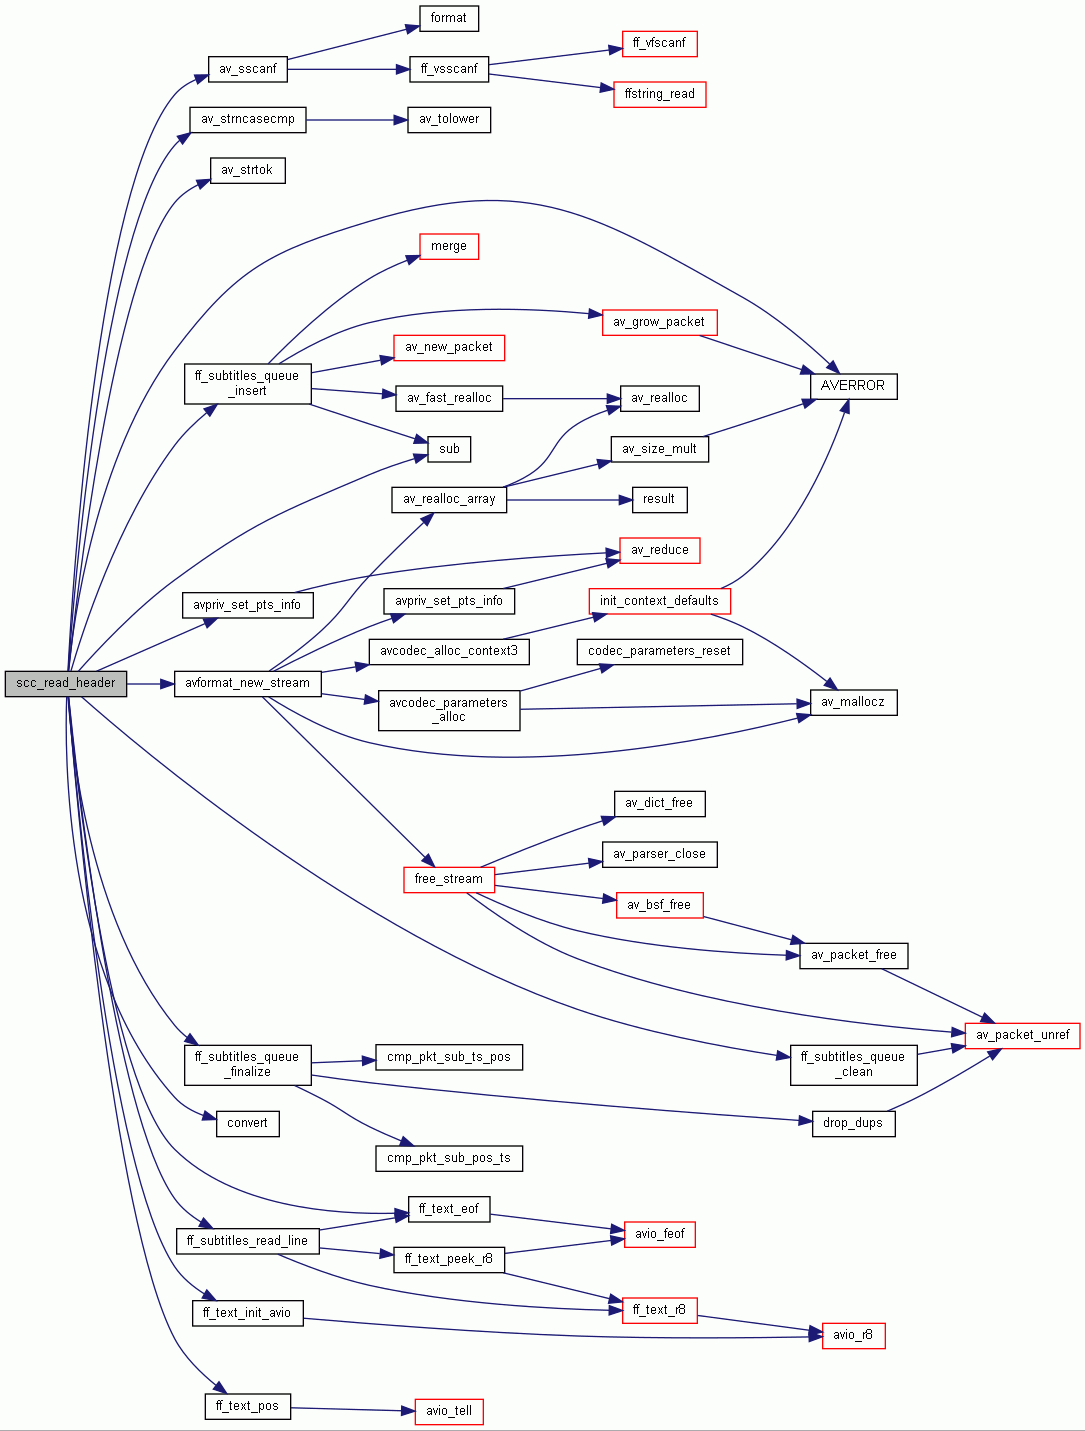 format
av_sscanf
ff_vsscanf
ff_vfscanf
ffstring_read
av_strncasecmp
av_tolower
av_strtok
merge
av_grow_packet
av_new_packet
ff_subtitles_queue
_insert
av_fast_realloc
av_realloc
AVERROR
sub
av_size_mult
av_realloc_array
result
av_reduce
avpriv_set_pts_info
avpriv_set_pts_info
init_context_defaults
avcodec_alloc_context3
codec_parameters_reset
scc_read_header
avformat_new_stream
avcodec_parameters
_alloc
av_mallocz
av_dict_free
av_parser_close
free_stream
av_bsf_free
av_packet_free
av_packet_unref
ff_subtitles_queue
_finalize
cmp_pkt_sub_ts_pos
ff_subtitles_queue
_clean
convert
drop_dups
cmp_pkt_sub_pos_ts
ff_text_eof
ff_subtitles_read_line
avio_feof
ff_text_peek_r8
ff_text_init_avio
ff_text_r8
avio_r8
ff_text_pos
avio_tell